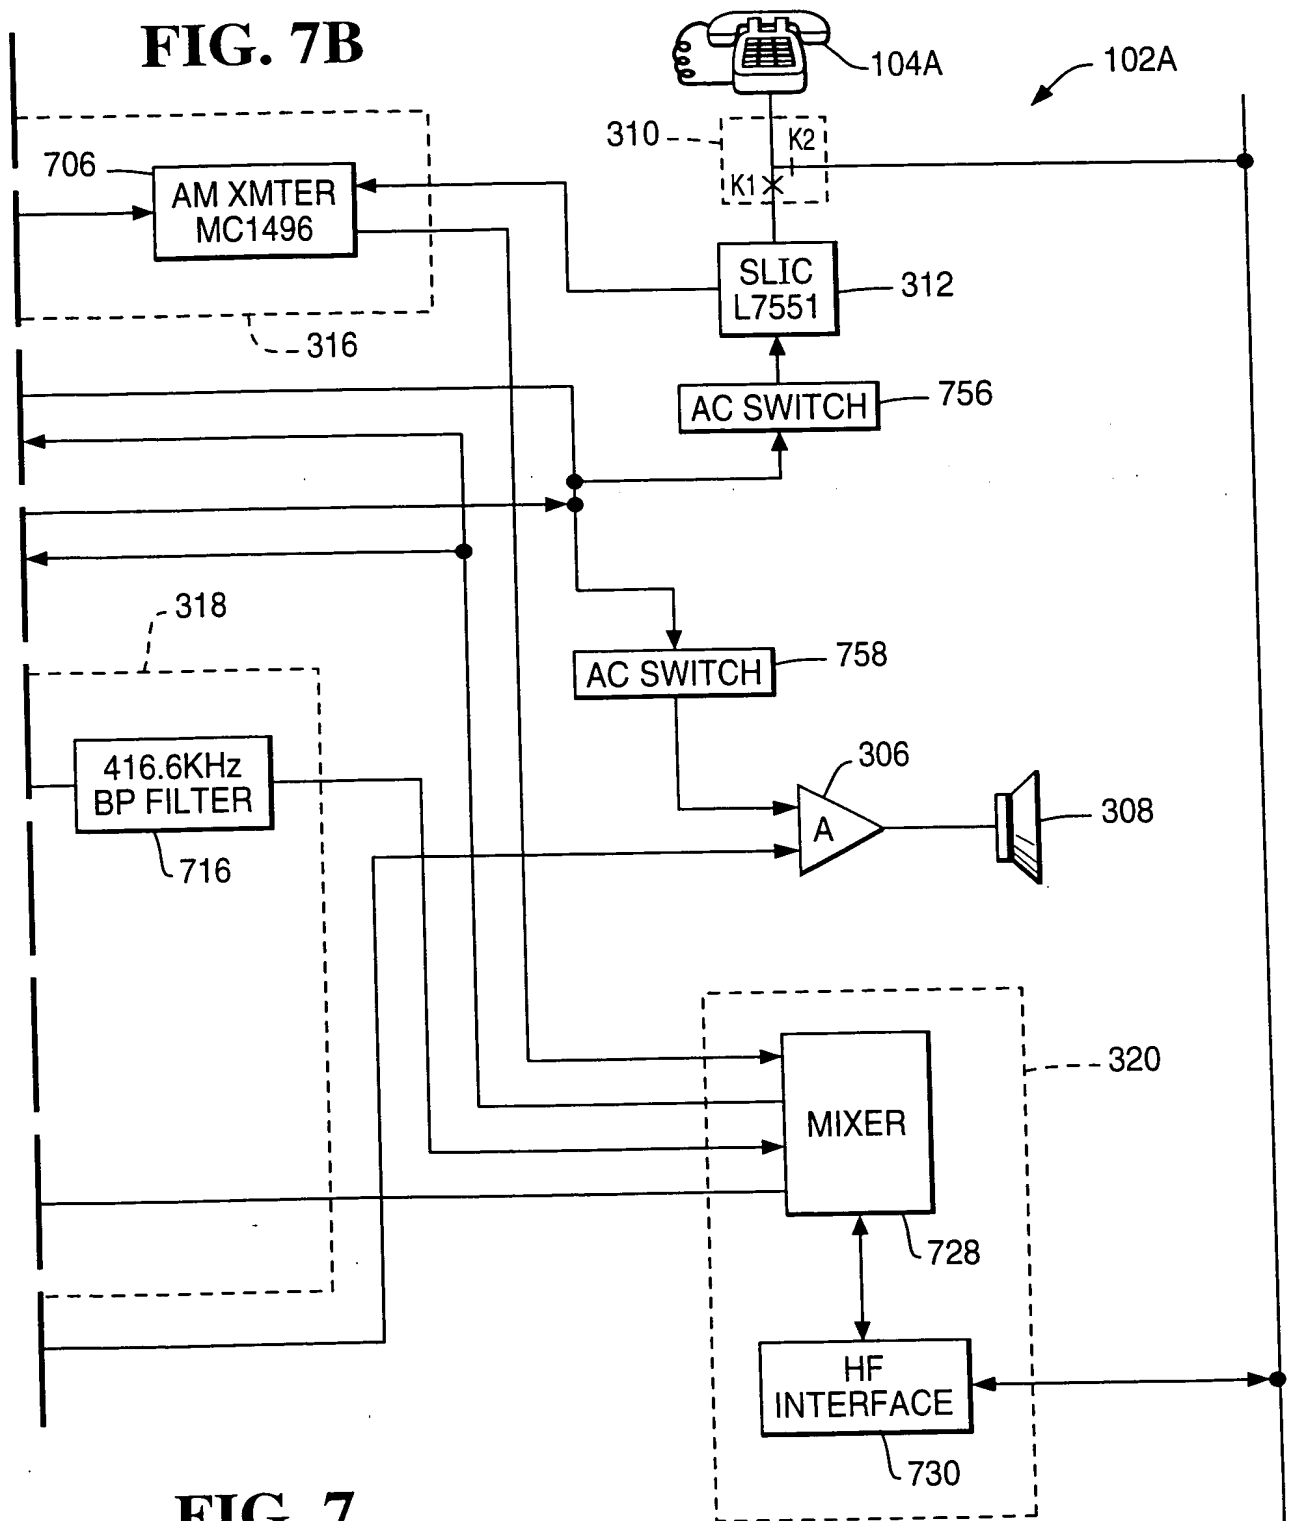 FIG. 7B
104A
102A
310
K2
K1
706
AM XMTER
MC1496
SLIC
L7551
312
316
AC SWITCH
756
318
AC SWITCH
758
416.6KHz
BP FILTER
716
306
A
308
320
MIXER
728
HF
INTERFACE
730
FIG. 7